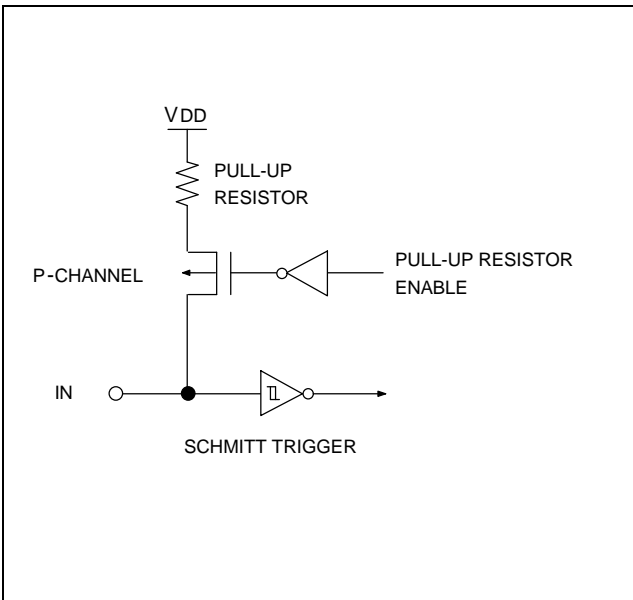 VDD
PULL-UP
RESISTOR
P-CHANNEL
PULL-UP RESISTOR
ENABLE
IN
SCHMITT TRIGGER